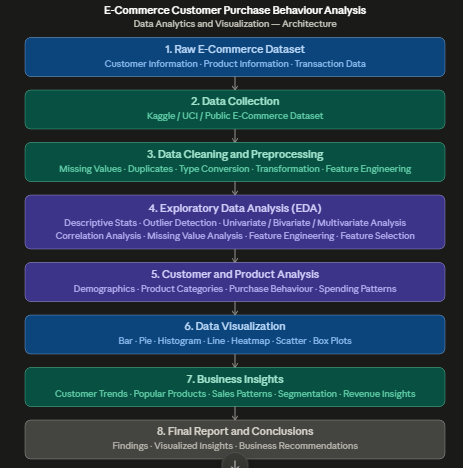 E-Commerce Customer Purchase Behaviour Analysis
Data Analytics and Visualization — Architecture
1. Raw E-Commerce Dataset
Customer Information · Product Information · Transaction Data
2. Data Collection
Kaggle / UCI / Public E-Commerce Dataset
3. Data Cleaning and Preprocessing
Missing Values · Duplicates · Type Conversion · Transformation · Feature Engineering
4. Exploratory Data Analysis (EDA)
Descriptive Stats · Outlier Detection · Univariate / Bivariate / Multivariate Analysis
Correlation Analysis · Missing Value Analysis · Feature Engineering · Feature Selection
5. Customer and Product Analysis
Demographics · Product Categories · Purchase Behaviour · Spending Patterns
6. Data Visualization
Bar · Pie · Histogram · Line · Heatmap · Scatter · Box Plots
7. Business Insights
Customer Trends · Popular Products · Sales Patterns · Segmentation · Revenue Insights
8. Final Report and Conclusions
Findings · Visualized Insights · Business Recommendations